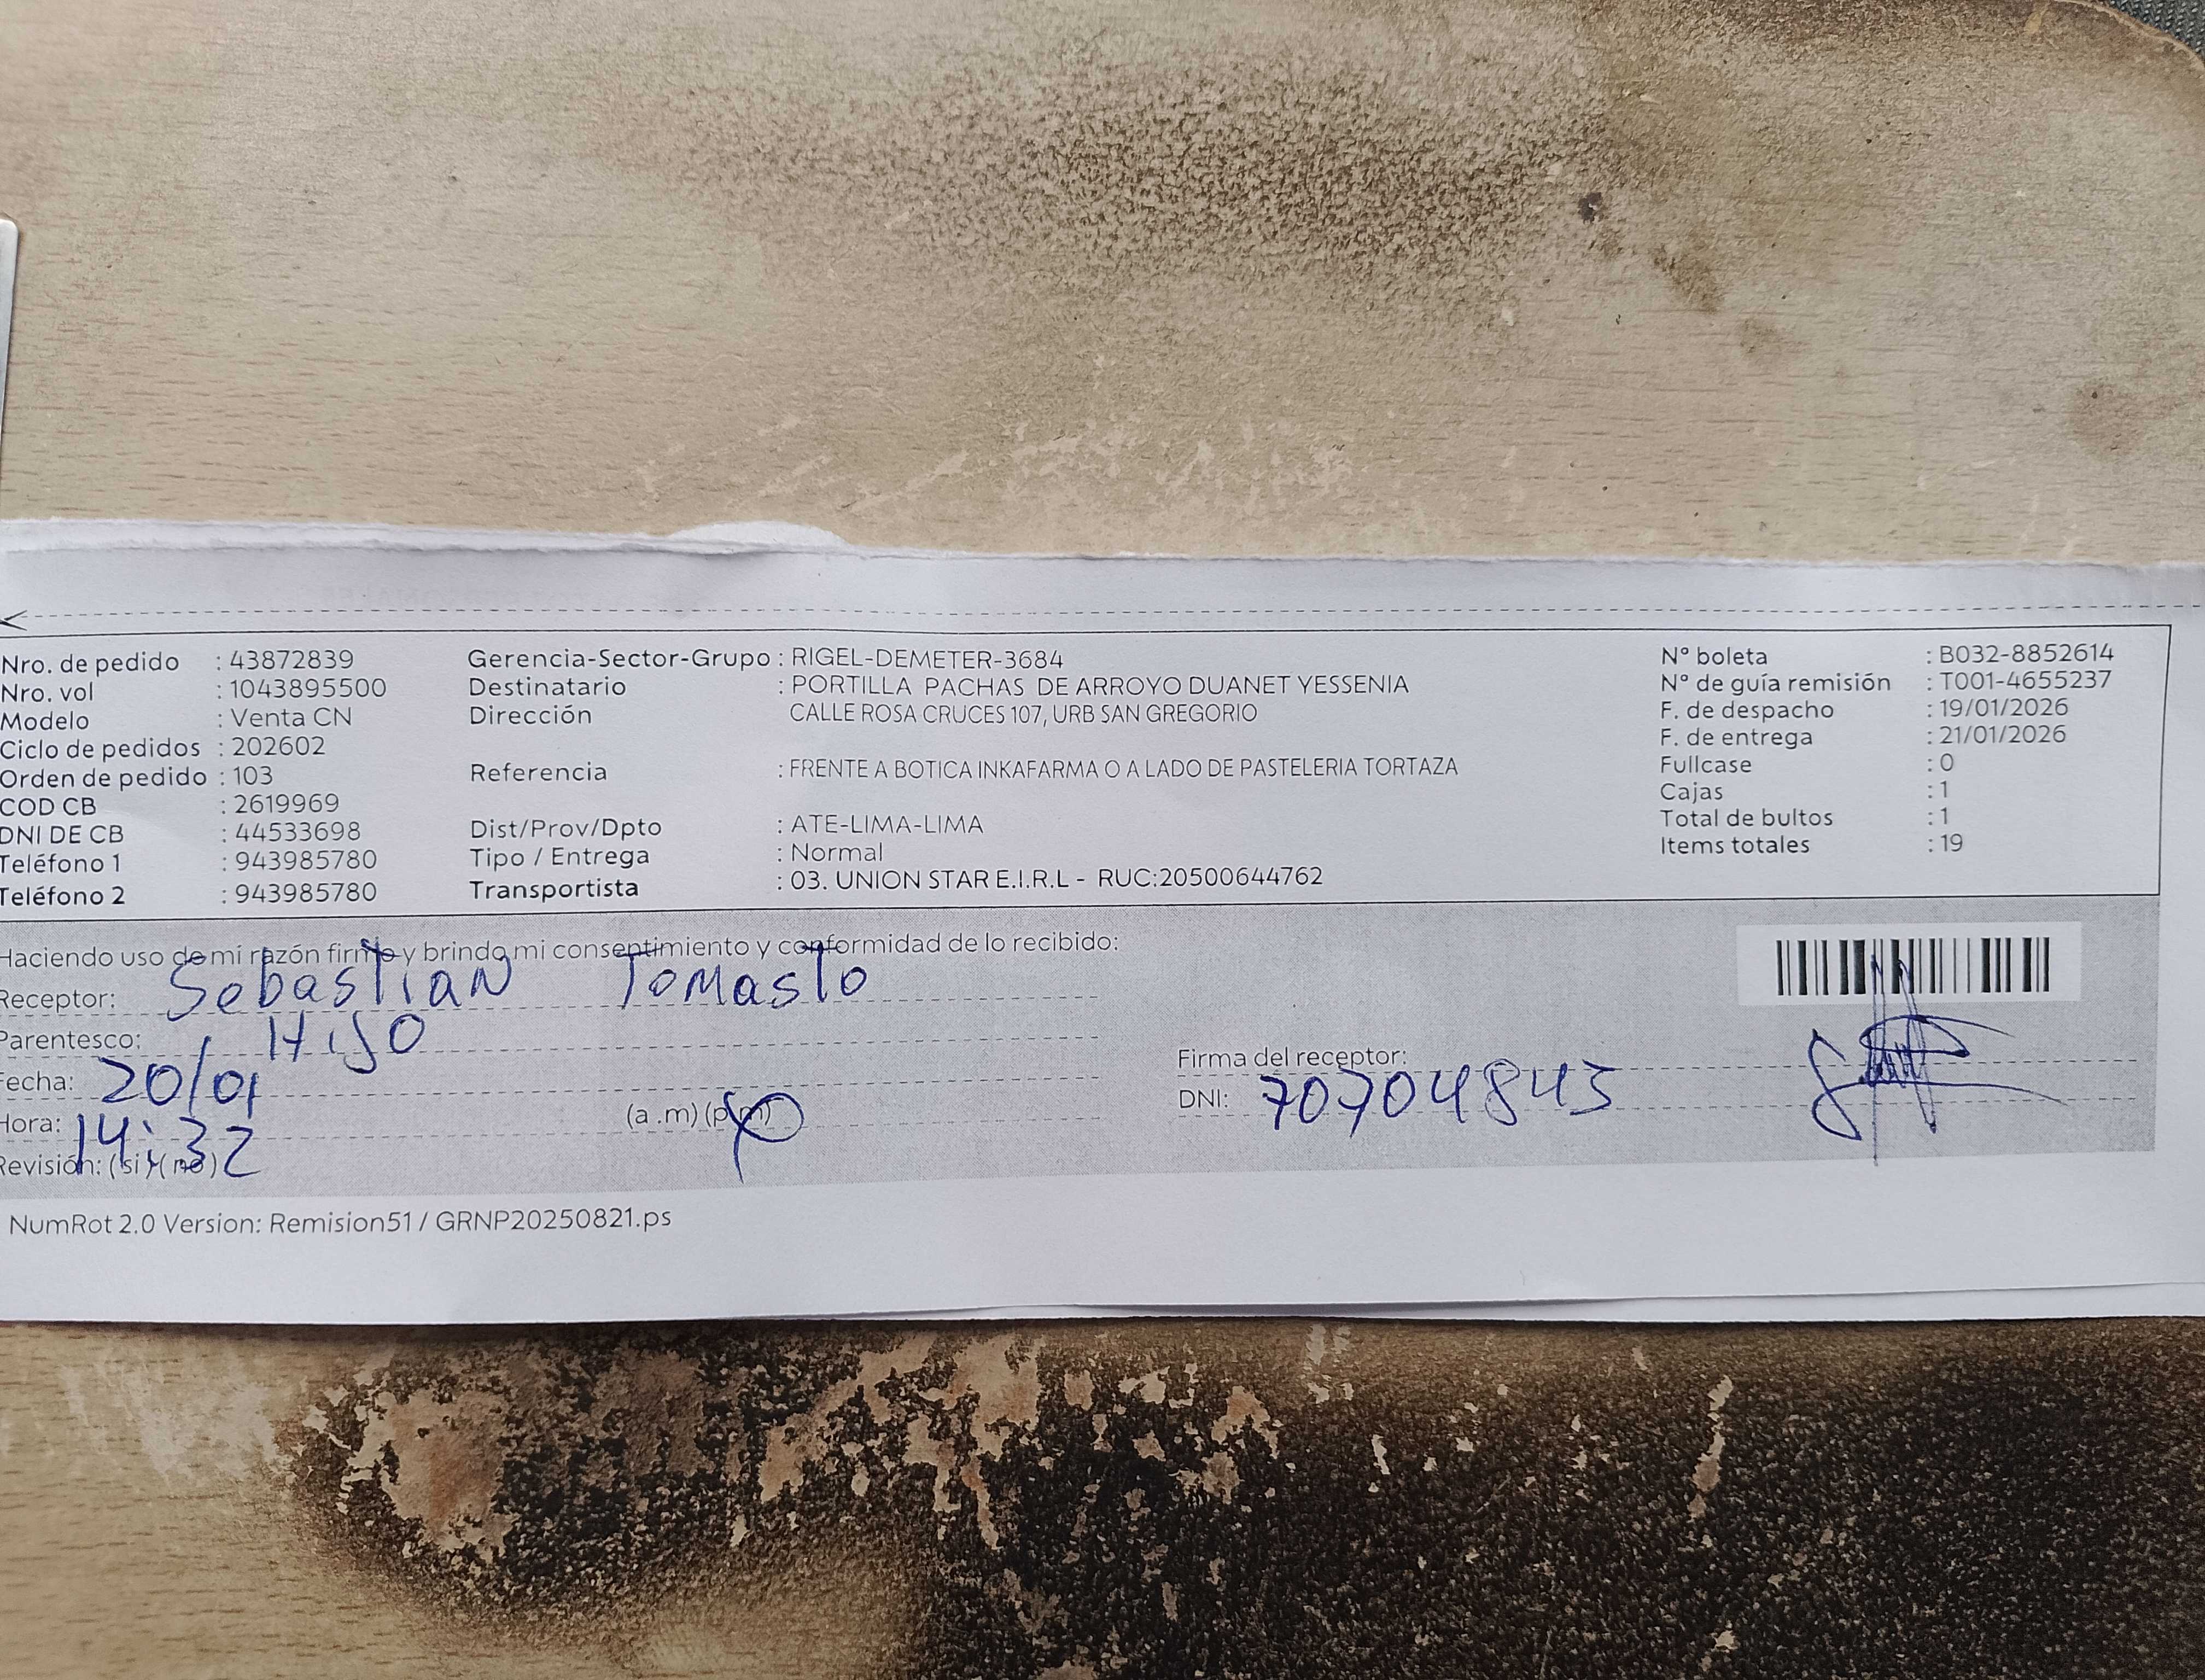 Nro. de pedido : 43872839 Gerencia-Sector-Grupo : RIGEL-DEMETER-3684 N° boleta : B032-8852614
Nro. vol : 1043895500 Destinatario : PORTILLA PACHAS DE ARROYO DUANET YESSENIA N° de guía remisión : T001-4655237
Modelo : Venta CN Dirección CALLE ROSA CRUCES 107, URB SAN GREGORIO F. de despacho : 19/01/2026
Ciclo de pedidos : 202602 F. de entrega : 21/01/2026
Orden de pedido : 103 Referencia : FRENTE A BOTICA INKAFARMA O A LADO DE PASTELERIA TORTAZA Fullcase : 0
COD CB : 2619969 Cajas : 1
DNI DE CB : 44533698 Dist/Prov/Dpto : ATE-LIMA-LIMA Total de bultos : 1
Teléfono 1 : 943985780 Tipo / Entrega : Normal Items totales : 19
Teléfono 2 : 943985780 Transportista : 03. UNION STAR E.I.R.L - RUC:20500644762
Haciendo uso de mi razón firmo y brindo mi consentimiento y conformidad de lo recibido:
Receptor: Sebastian Tomasto
Parentesco: Hijo
Fecha: 20/01 Firma del receptor:
Hora: 14:32 (a .m) (p.m) DNI: 70704843
Revisión: (si) (no)
NumRot 2.0 Version: Remision51 / GRNP20250821.ps